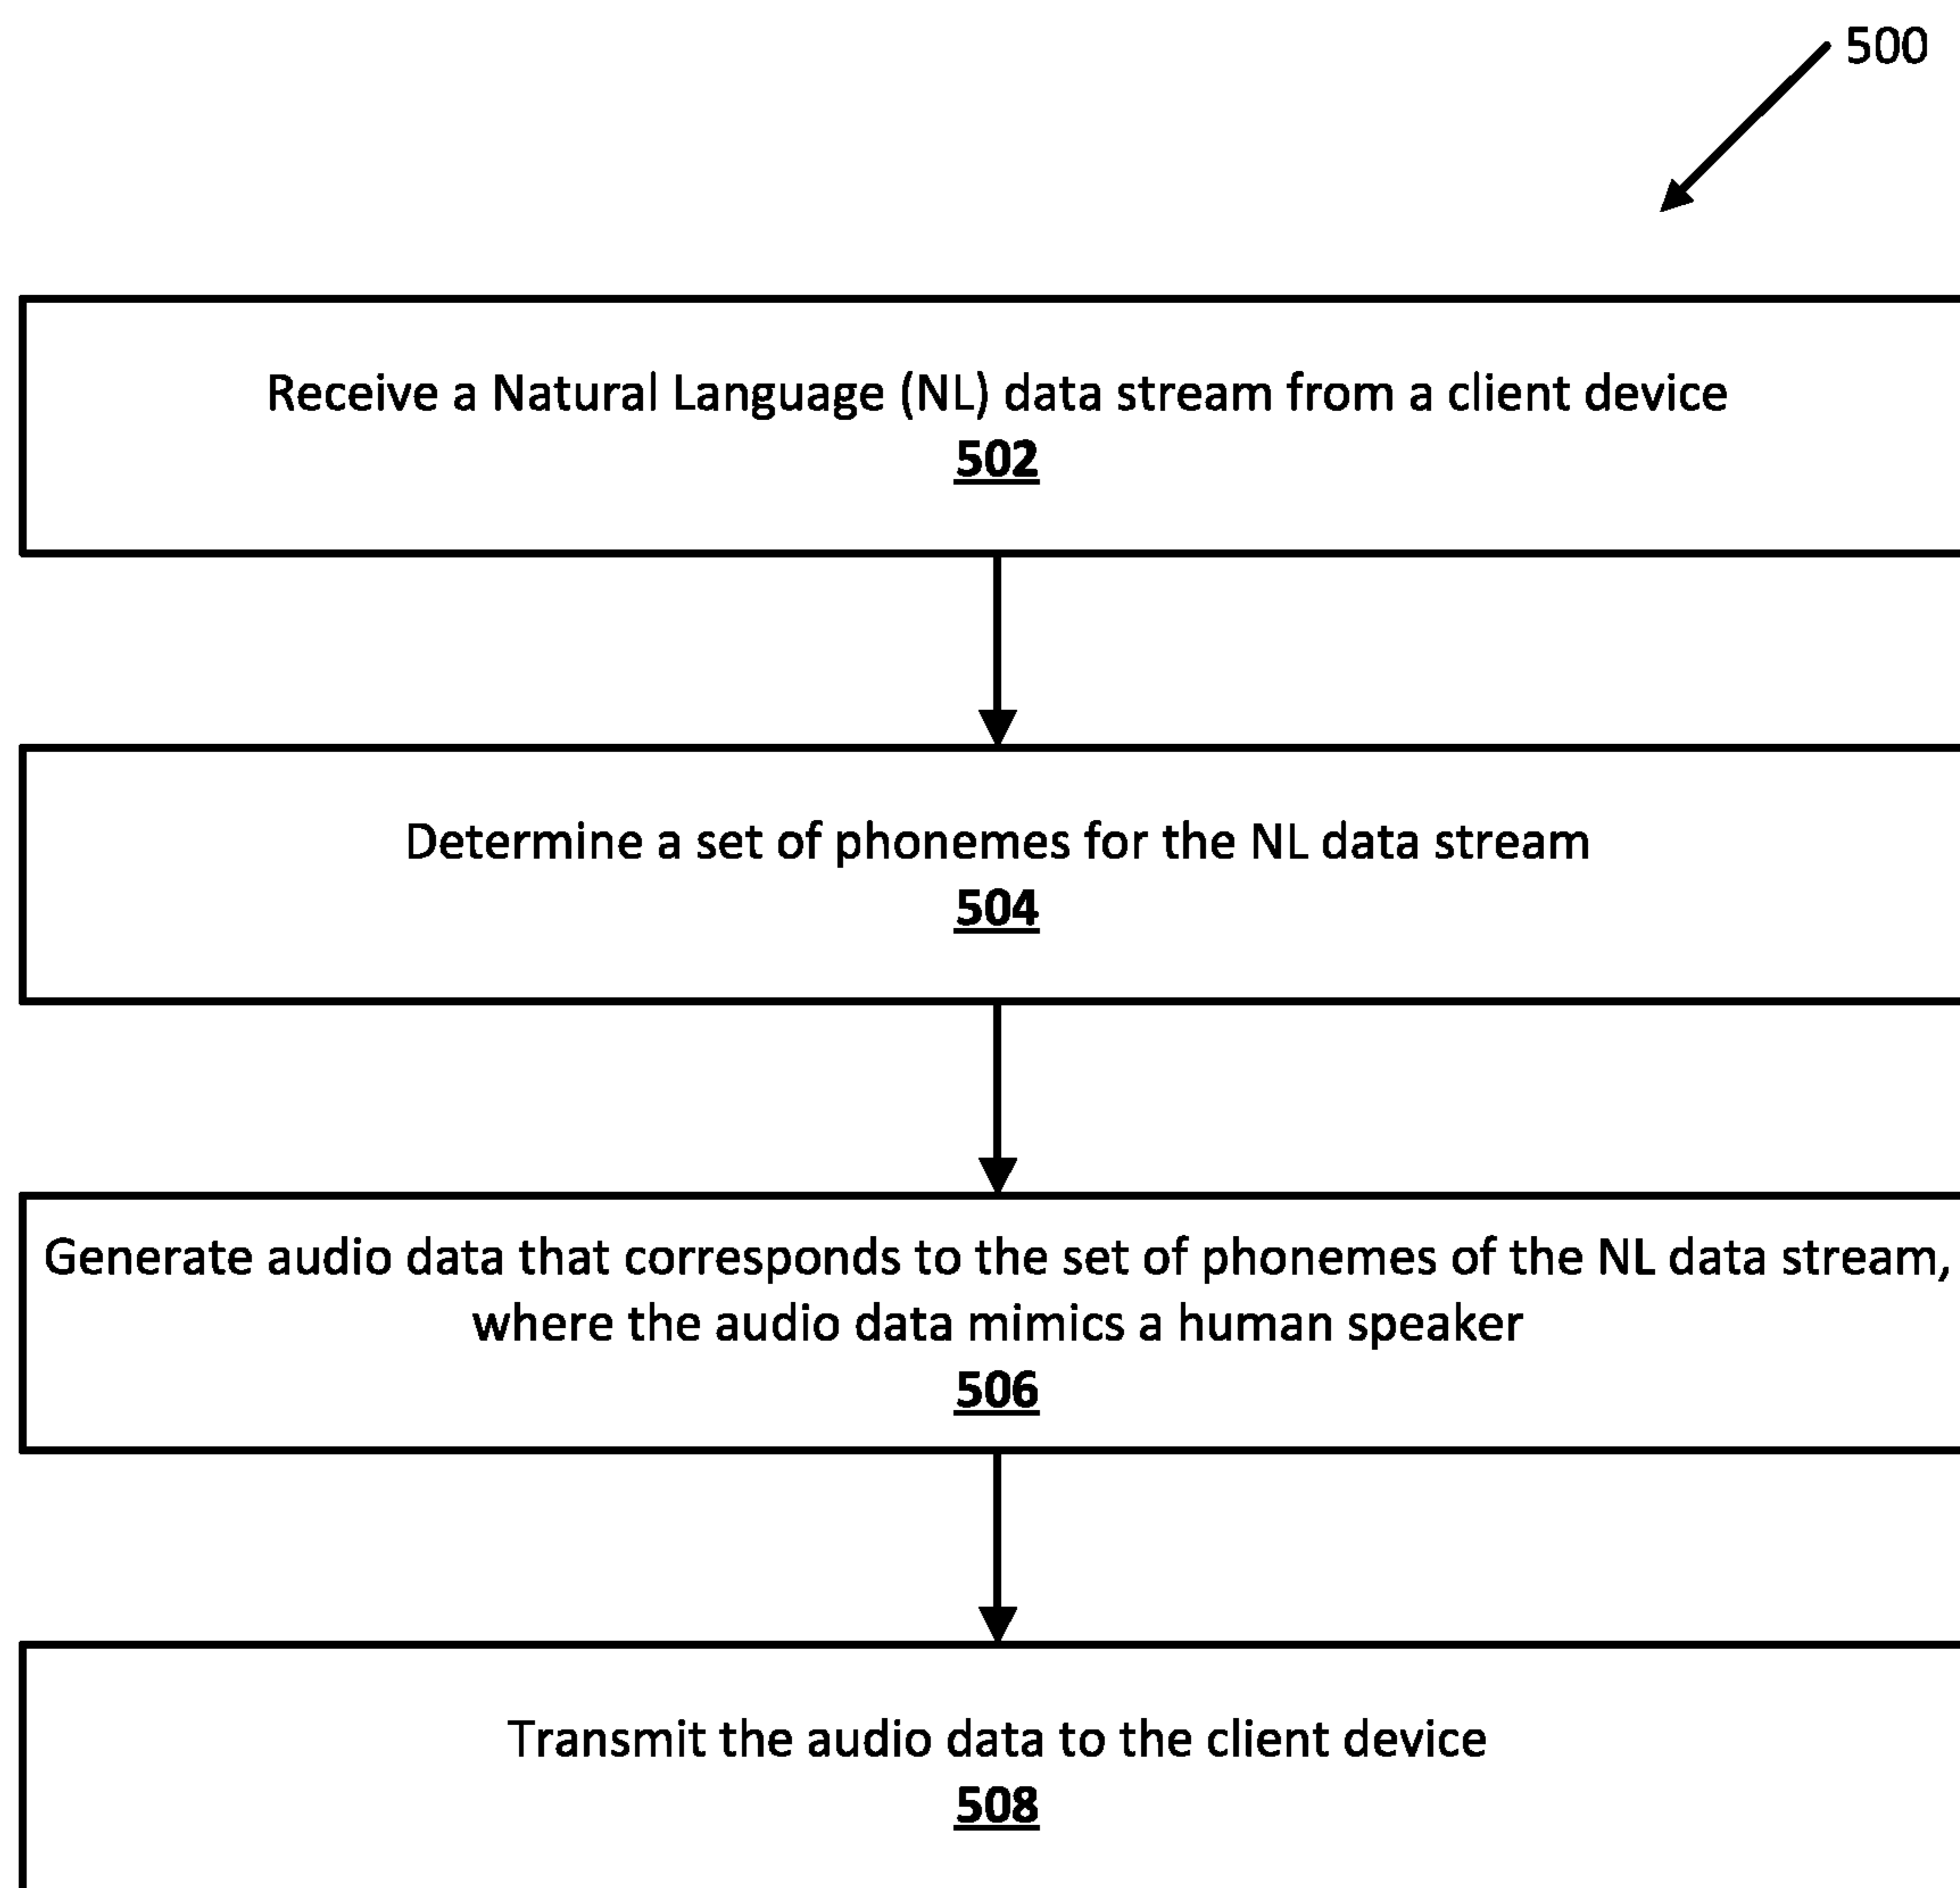 500
Receive a Natural Language (NL) data stream from a client device
502
Determine a set of phonemes for the NL data stream
504
Generate audio data that corresponds to the set of phonemes of the NL data stream,
where the audio data mimics a human speaker
506
Transmit the audio data to the client device
508